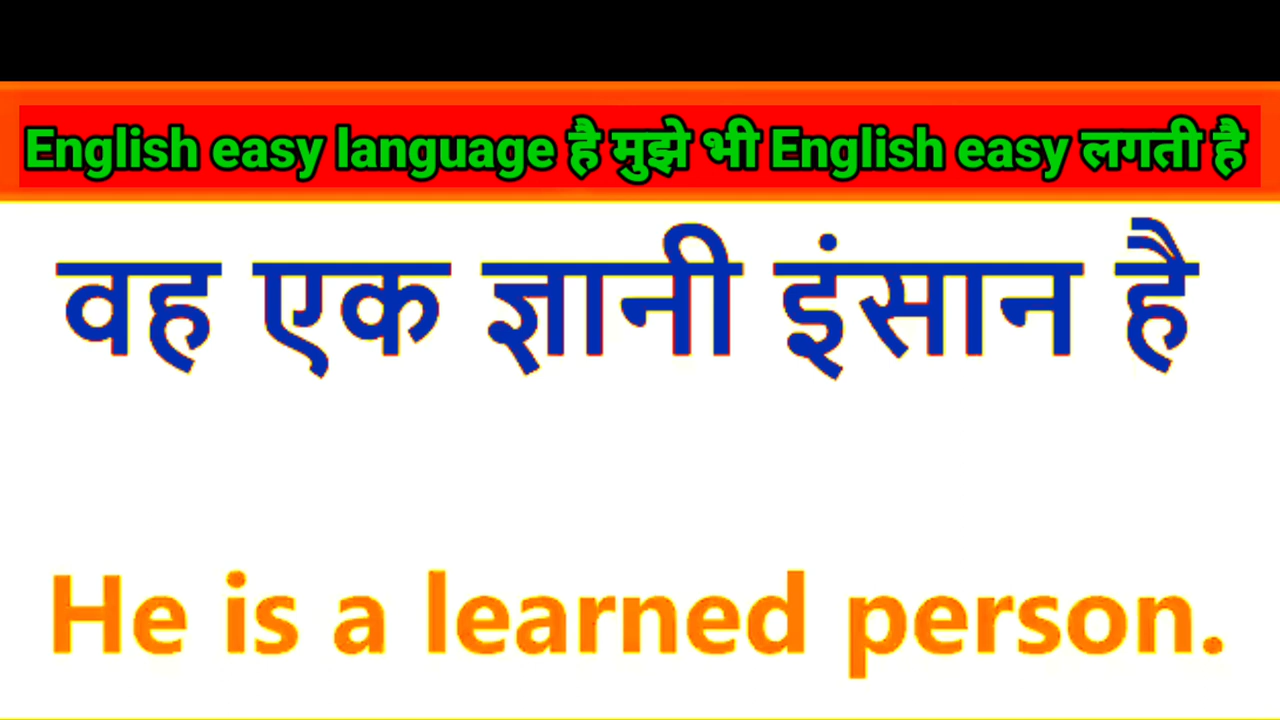 English easy language है मुझे भी English easy लगती है
वह एक ज्ञानी इंसान है
He is a learned person.